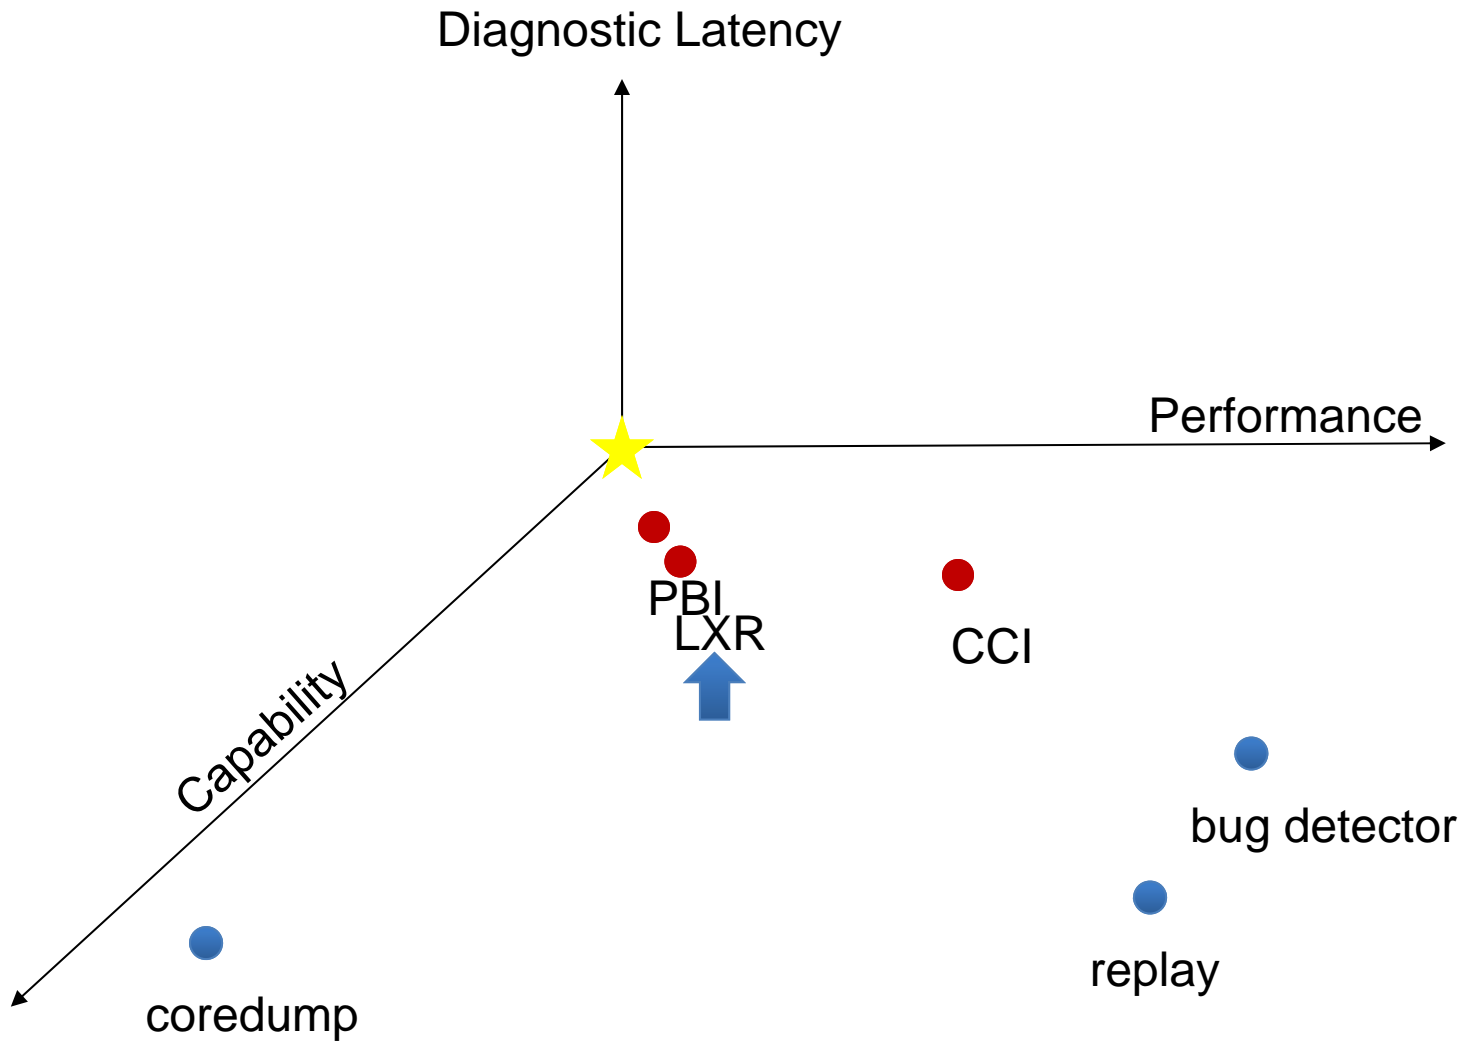 Diagnostic Latency
Performance
PBI
LXR
CCI
Capability
bug detector
replay
coredump